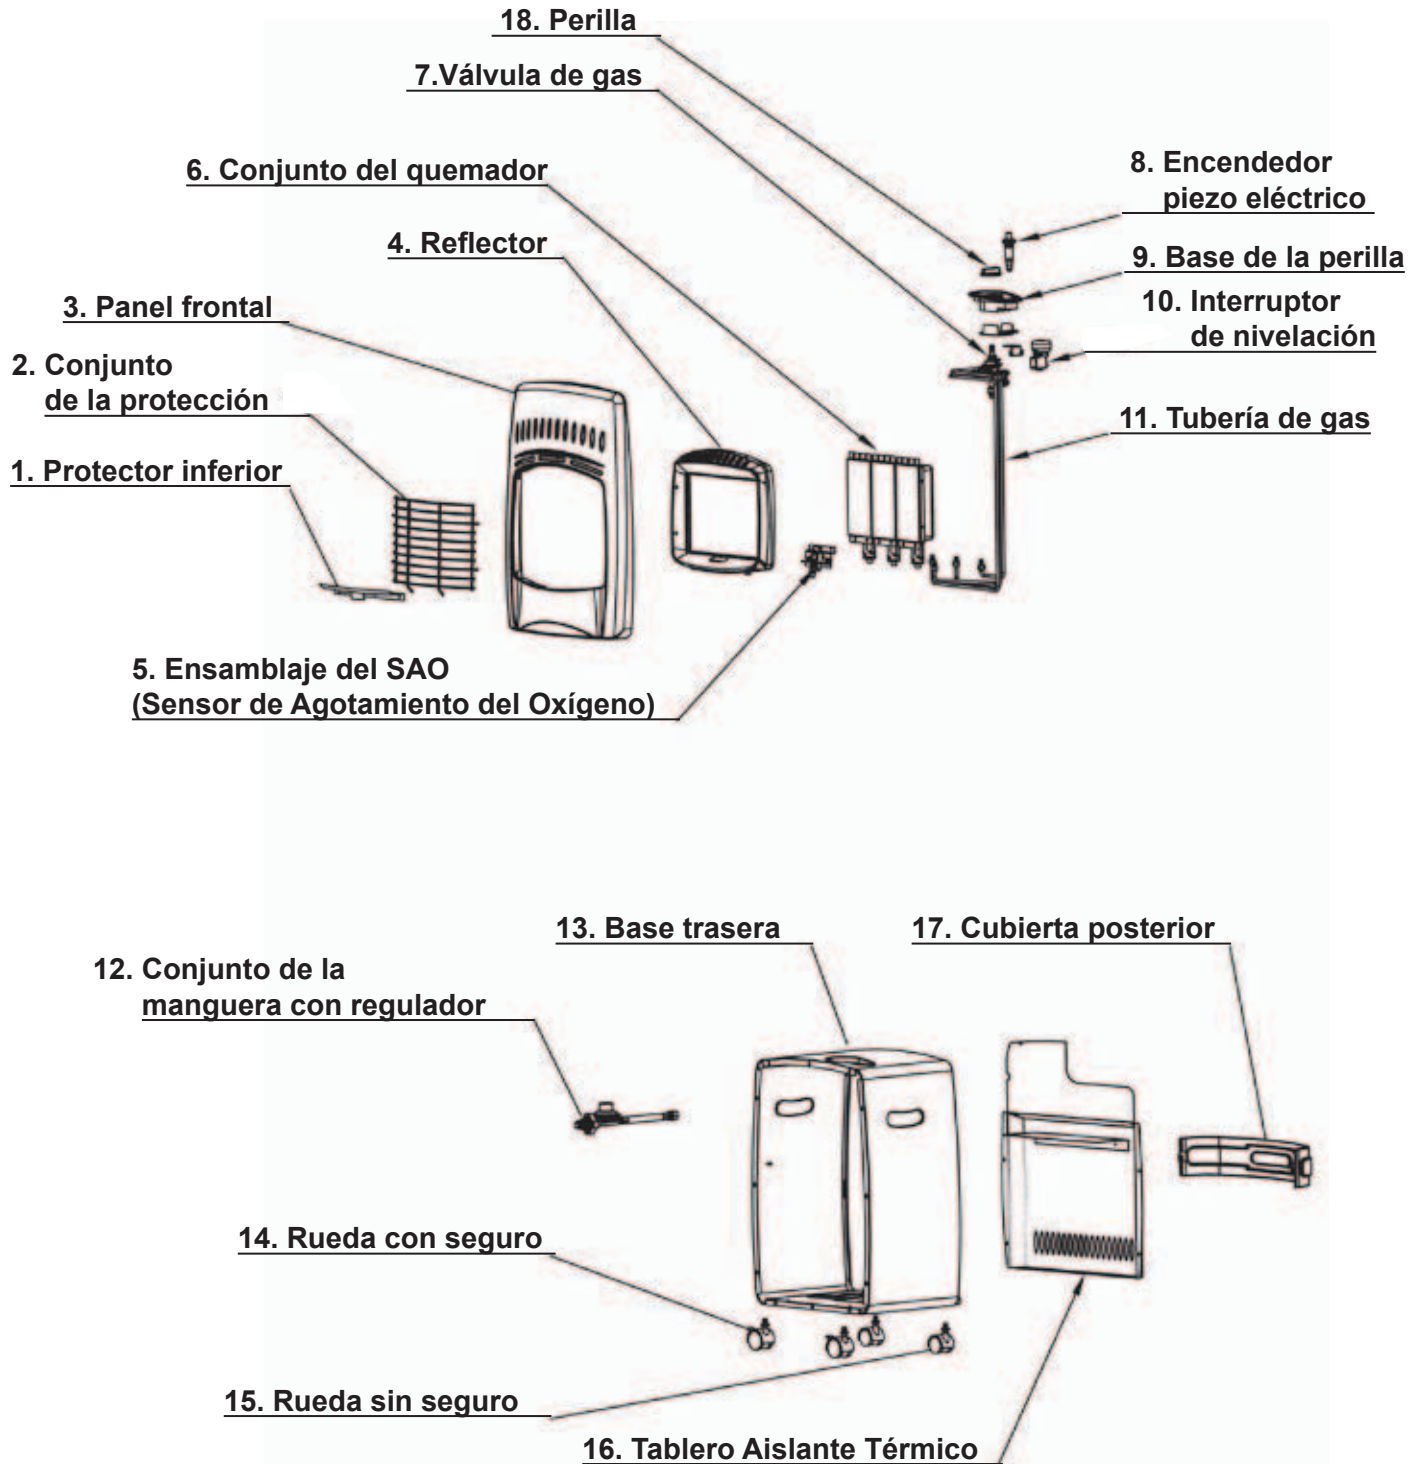 18. Perilla
7.Válvula de gas
6. Conjunto del quemador
8. Encendedor
piezo eléctrico
4. Reflector
9. Base de la perilla
3. Panel frontal
10. Interruptor
de nivelación
2. Conjunto
de la protección
11. Tubería de gas
1. Protector inferior
5. Ensamblaje del SAO
(Sensor de Agotamiento del Oxígeno)
13. Base trasera
17. Cubierta posterior
12. Conjunto de la
manguera con regulador
14. Rueda con seguro
15. Rueda sin seguro
16. Tablero Aislante Térmico